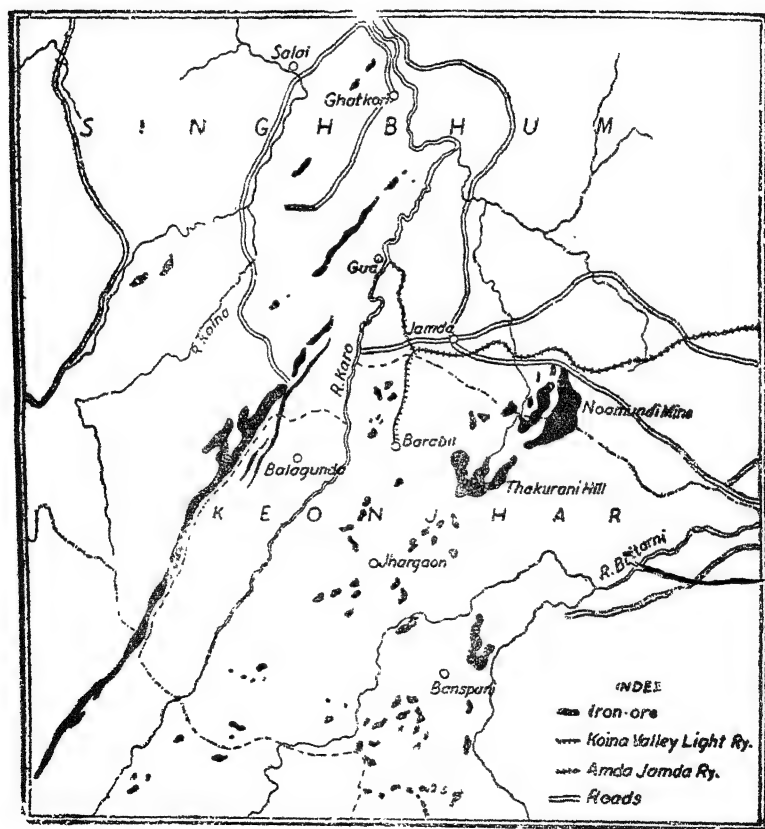 Salai
Ghatkori
S I N G H B H U M
Gua
R. Koina
Jamda
R. Karo
Noamundi Mine
Barabil
Balagunda
Thakurani Hill
K E O N J H A R
R. Baitarni
Jhargaon
Banspani
INDEX
Iron-ore
Koina Valley Light Ry.
Amda Jamda Ry.
Roads